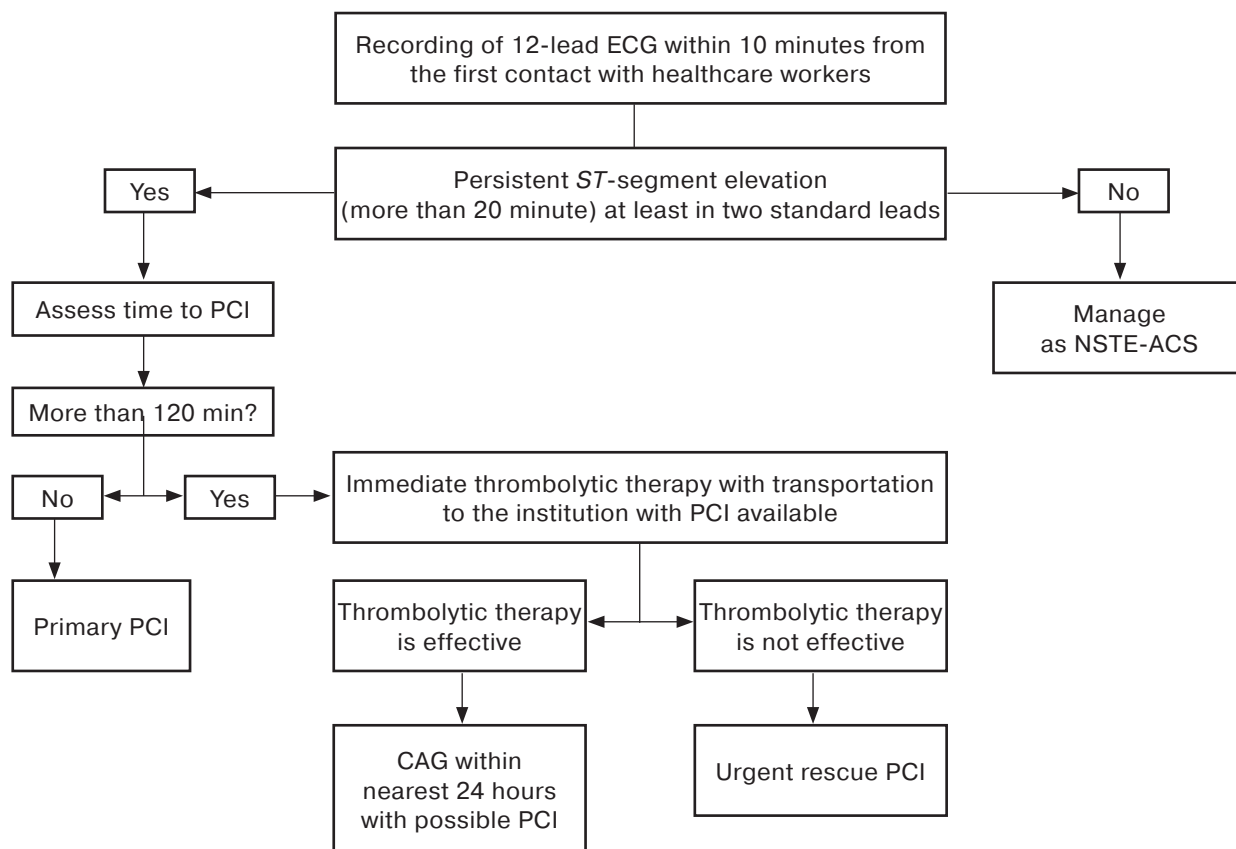 Recording of 12-lead ECG within 10 minutes from
the first contact with healthcare workers
Yes
Persistent ST-segment elevation
(more than 20 minute) at least in two standard leads
No
Assess time to PCI
Manage
as NSTE-ACS
More than 120 min?
No
Yes
Immediate thrombolytic therapy with transportation
to the institution with PCI available
Primary PCI
Thrombolytic therapy
is effective
Thrombolytic therapy
is not effective
CAG within
nearest 24 hours
with possible PCI
Urgent rescue PCI